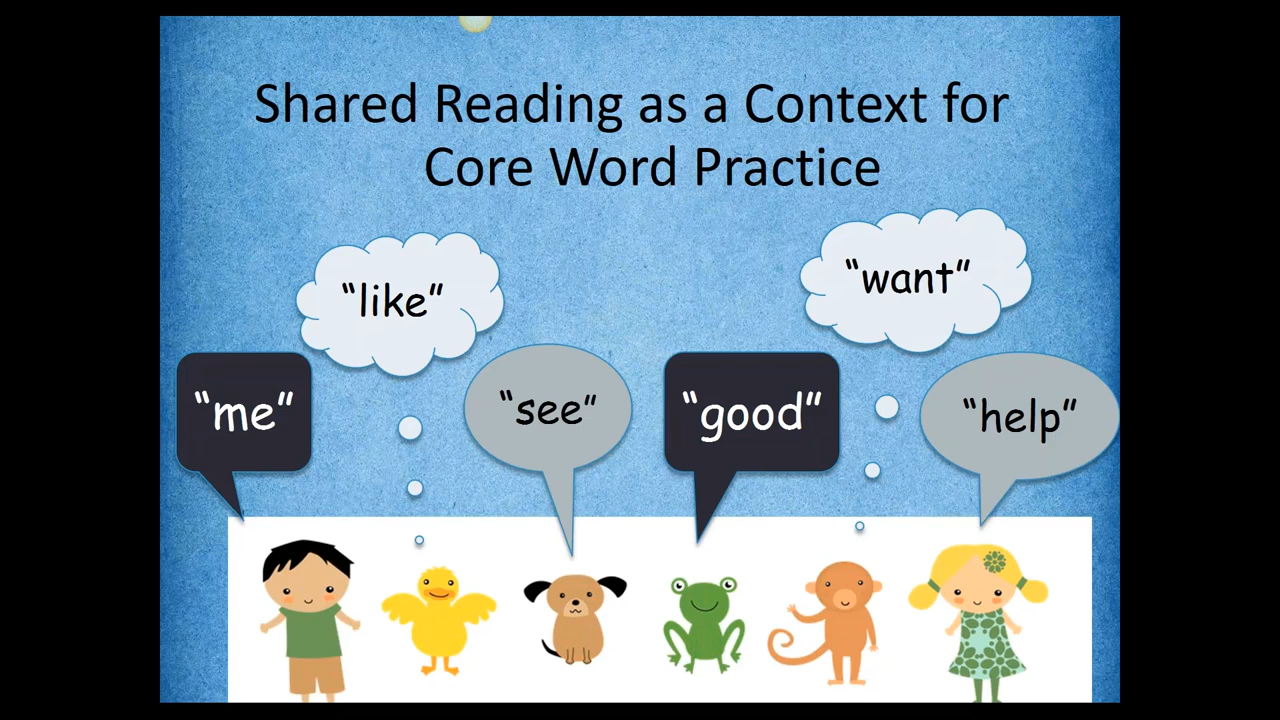 Shared Reading as a Context for
Core Word Practice
“like”
“want”
“me”
“see”
“good”
“help”